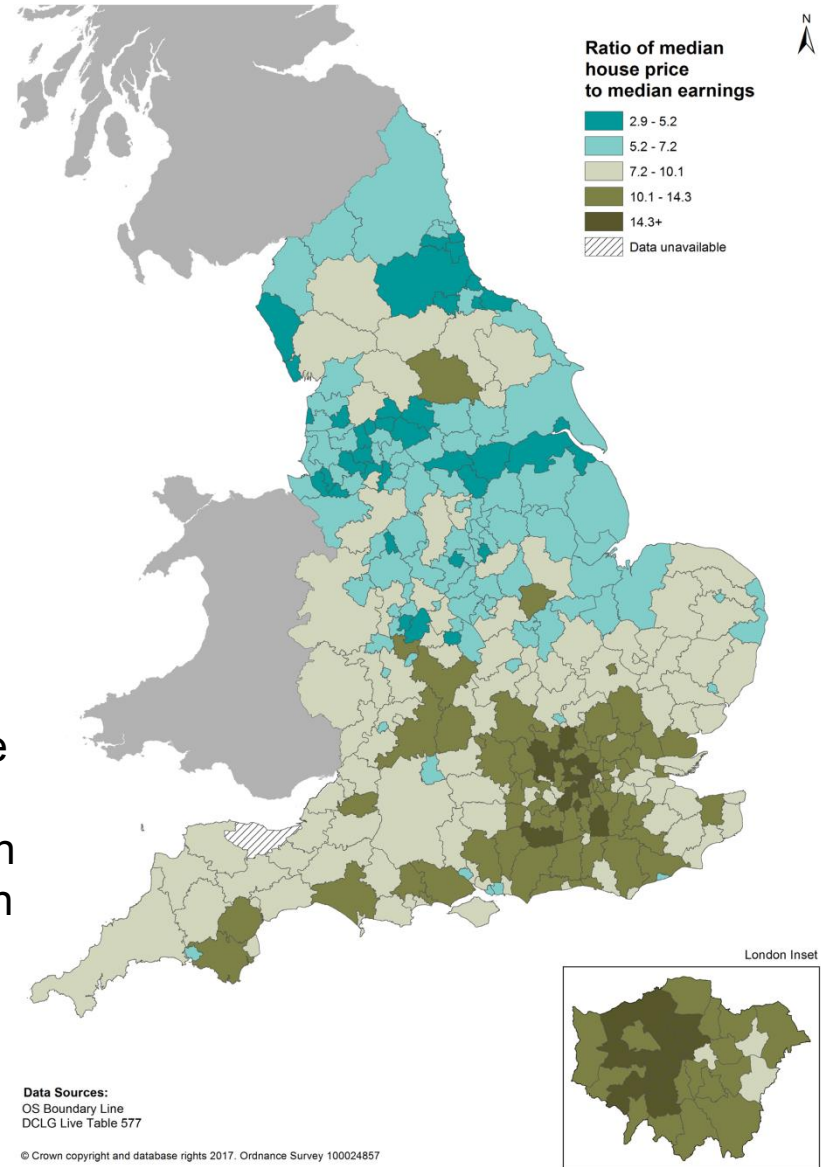 N
Ratio of median
house price
to median earnings
2.9 - 5.2
5.2 - 7.2
7.2 - 10.1
10.1 - 14.3
14.3+
Data unavailable
e
n
n
London Inset
Data Sources:
OS Boundary Line
DCLG Live Table 577
© Crown copyright and database rights 2017. Ordnance Survey 100024857